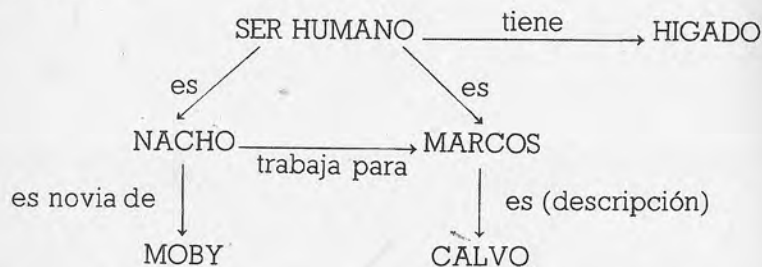 SER HUMANO tiene HIGADO
es es
NACHO trabaja para MARCOS
es novia de es (descripción)
MOBY CALVO